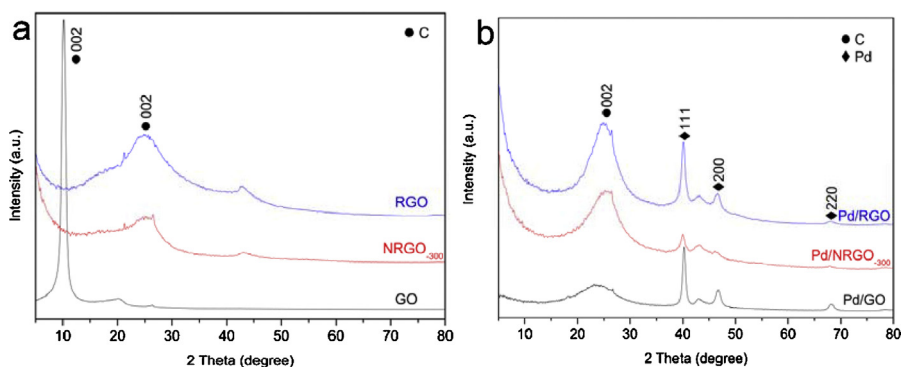 a
C
002
002
RGO
NRGO-300
GO
Intensity (a.u.)
10 20 30 40 50 60 70 80
2 Theta (degree)
b
C
Pd
002
111
200
220
Pd/RGO
Pd/NRGO-300
Pd/GO
Intensity (a.u.)
10 20 30 40 50 60 70 80
2 Theta (degree)